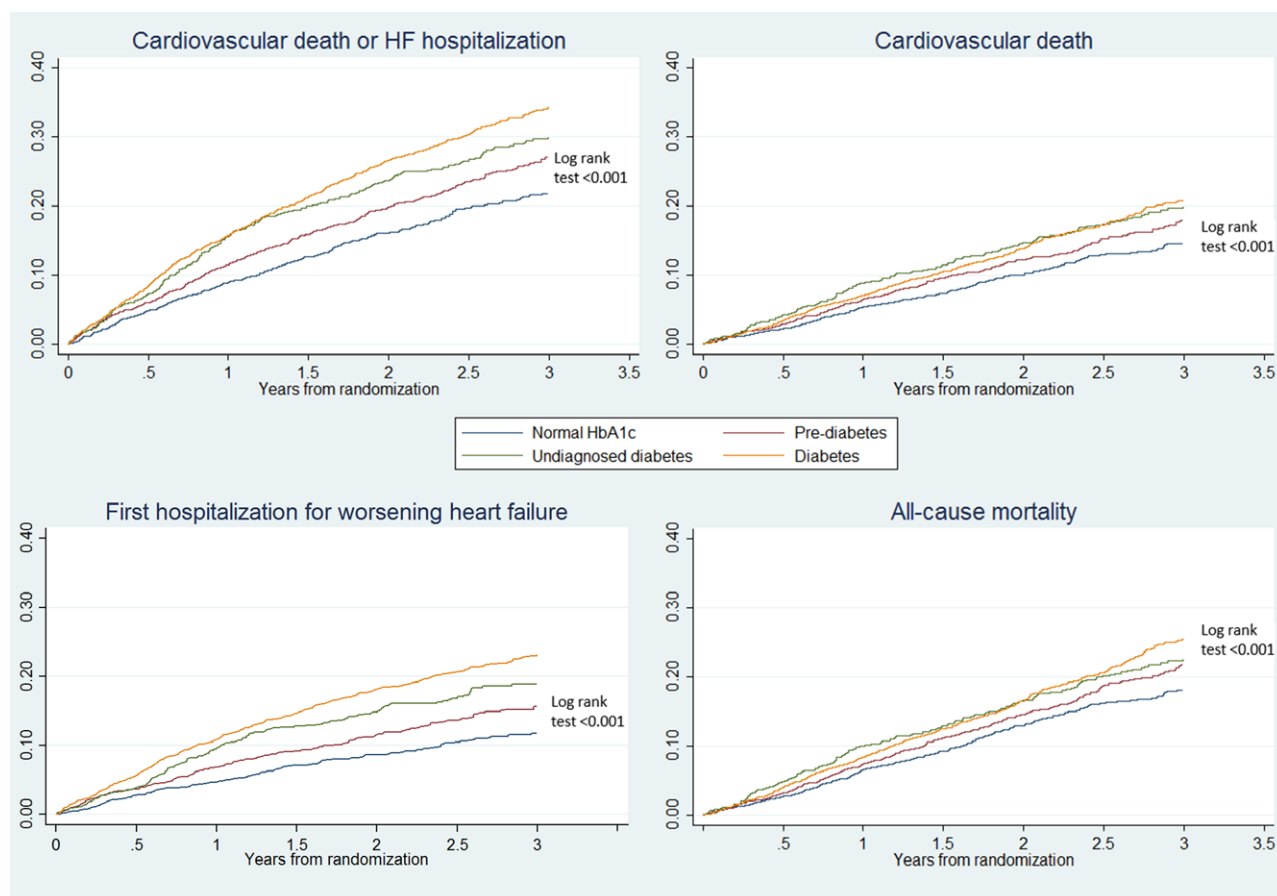 Cardiovascular death or HF hospitalization
0.40
0.30
0.20
0.10
0.00
Log rank
test <0.001
0 .5 1 1.5 2 2.5 3 3.5
Years from randomization
Cardiovascular death
0.40
0.30
0.20
0.10
0.00
Log rank
test <0.001
0 .5 1 1.5 2 2.5 3 3.5
Years from randomization
Normal HbA1c
Pre-diabetes
Undiagnosed diabetes
Diabetes
First hospitalization for worsening heart failure
0.40
0.30
0.20
0.10
0.00
Log rank
test <0.001
0 .5 1 1.5 2 2.5 3
Years from randomization
All-cause mortality
0.40
0.30
0.20
0.10
0.00
Log rank
test <0.001
.5 1 1.5 2 2.5 3 3.5
Years from randomization